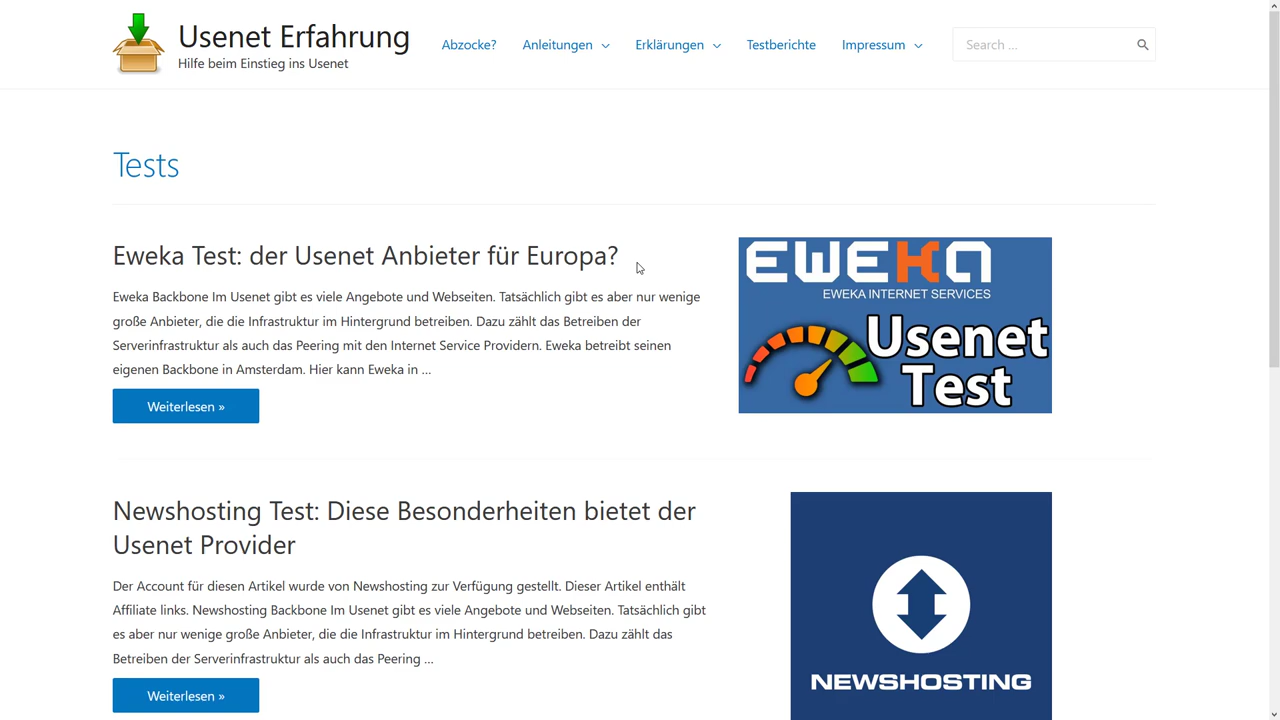 Usenet Erfahrung
Hilfe beim Einstieg ins Usenet
Abzocke? Anleitungen Erklärungen Testberichte Impressum Search ...
Tests
Eweka Test: der Usenet Anbieter für Europa?
Eweka Backbone Im Usenet gibt es viele Angebote und Webseiten. Tatsächlich gibt es aber nur wenige
große Anbieter, die die Infrastruktur im Hintergrund betreiben. Dazu zählt das Betreiben der
Serverinfrastruktur als auch das Peering mit den Internet Service Providern. Eweka betreibt seinen
eigenen Backbone in Amsterdam. Hier kann Eweka in …
Weiterlesen »
EWEKA
EWEKA INTERNET SERVICES
Usenet
Test
Newshosting Test: Diese Besonderheiten bietet der
Usenet Provider
Der Account für diesen Artikel wurde von Newshosting zur Verfügung gestellt. Dieser Artikel enthält
Affiliate links. Newshosting Backbone Im Usenet gibt es viele Angebote und Webseiten. Tatsächlich gibt
es aber nur wenige große Anbieter, die die Infrastruktur im Hintergrund betreiben. Dazu zählt das
Betreiben der Serverinfrastruktur als auch das Peering …
Weiterlesen »
NEWSHOSTING